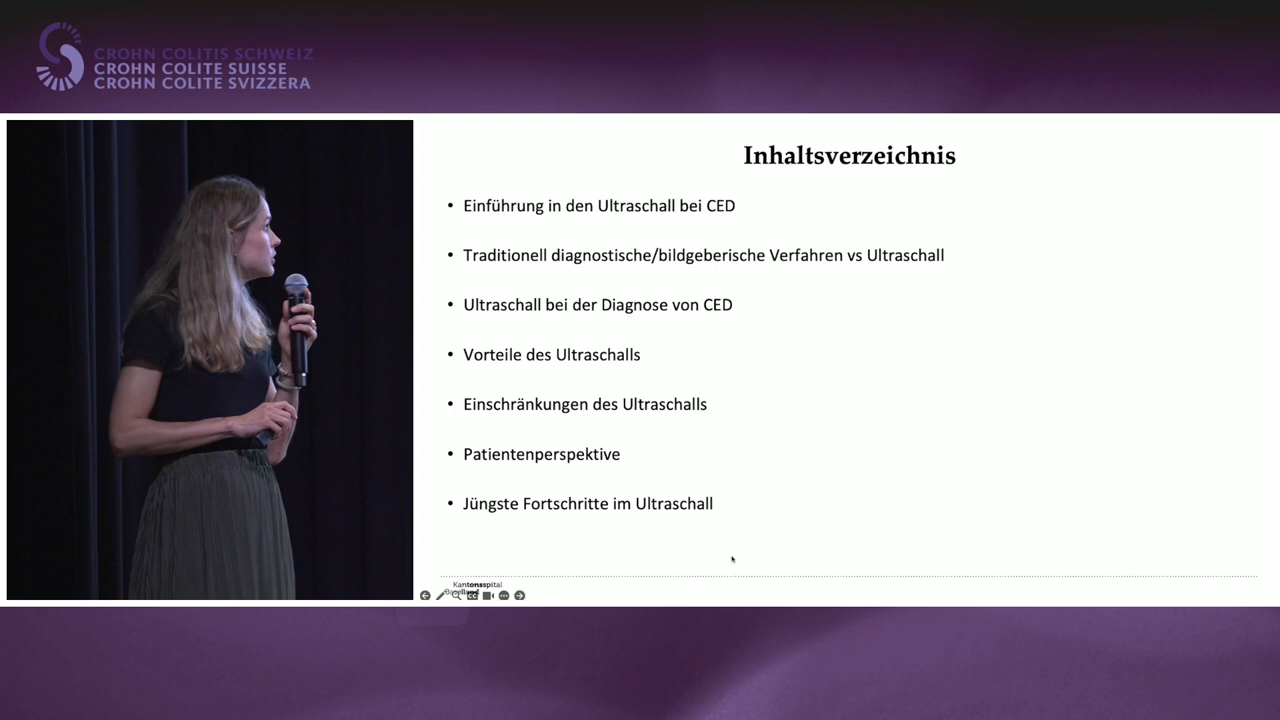 CROHN COLITIS SCHWEIZ
CROHN COLITE SUISSE
CROHN COLITE SVIZZERA
Inhaltsverzeichnis
• Einführung in den Ultraschall bei CED
• Traditionell diagnostische/bildgeberische Verfahren vs Ultraschall
• Ultraschall bei der Diagnose von CED
• Vorteile des Ultraschalls
• Einschränkungen des Ultraschalls
• Patientenperspektive
• Jüngste Fortschritte im Ultraschall
Kantonsspital